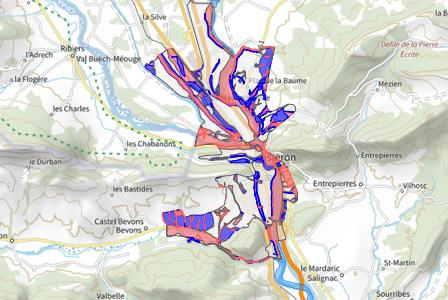 la Silve
Ribiers
l'Adrech
Val Buëch-Méouge
Défilé de la Pierre
Écrite
la Flogère
de la Baume
Mézien
les Charles
les Chabanons
le Durban
eron
Entrepierres
les Bastides
Entrepierres
Vilhosc
Castel Bevons
Bevons
St-Martin
le Mardaric
Salignac
Valbelle
Sourribes